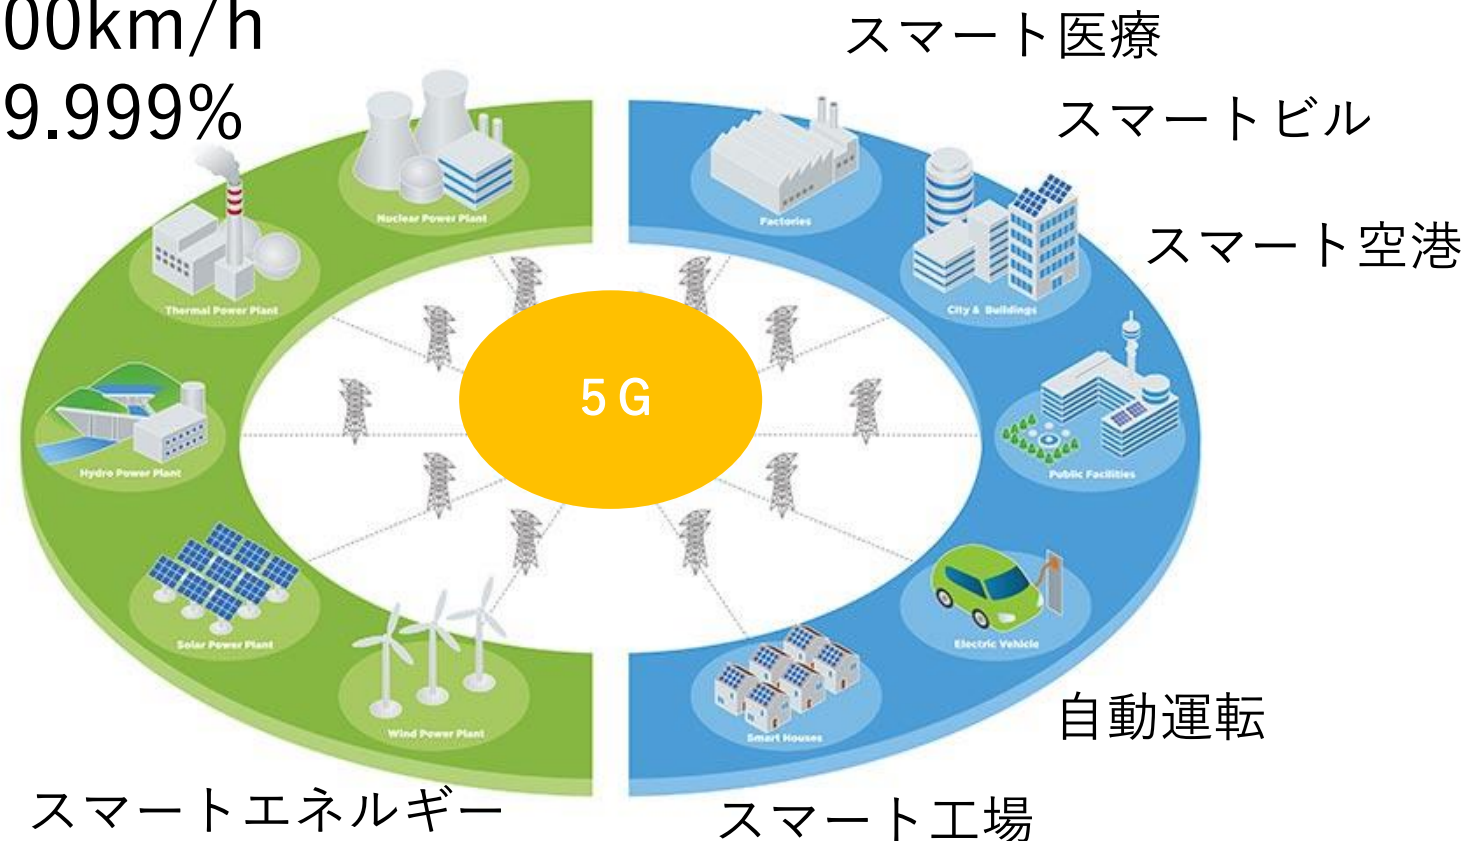 00km/h
9.999%
スマート医療
スマートビル
スマート空港
Nuclear Power Plant
Factories
Thermal Power Plant
City & Buildings
5G
Hydro Power Plant
Public Facilities
Solar Power Plant
Electric Vehicle
Wind Power Plant
Smart Houses
自動運転
スマートエネルギー
スマート工場